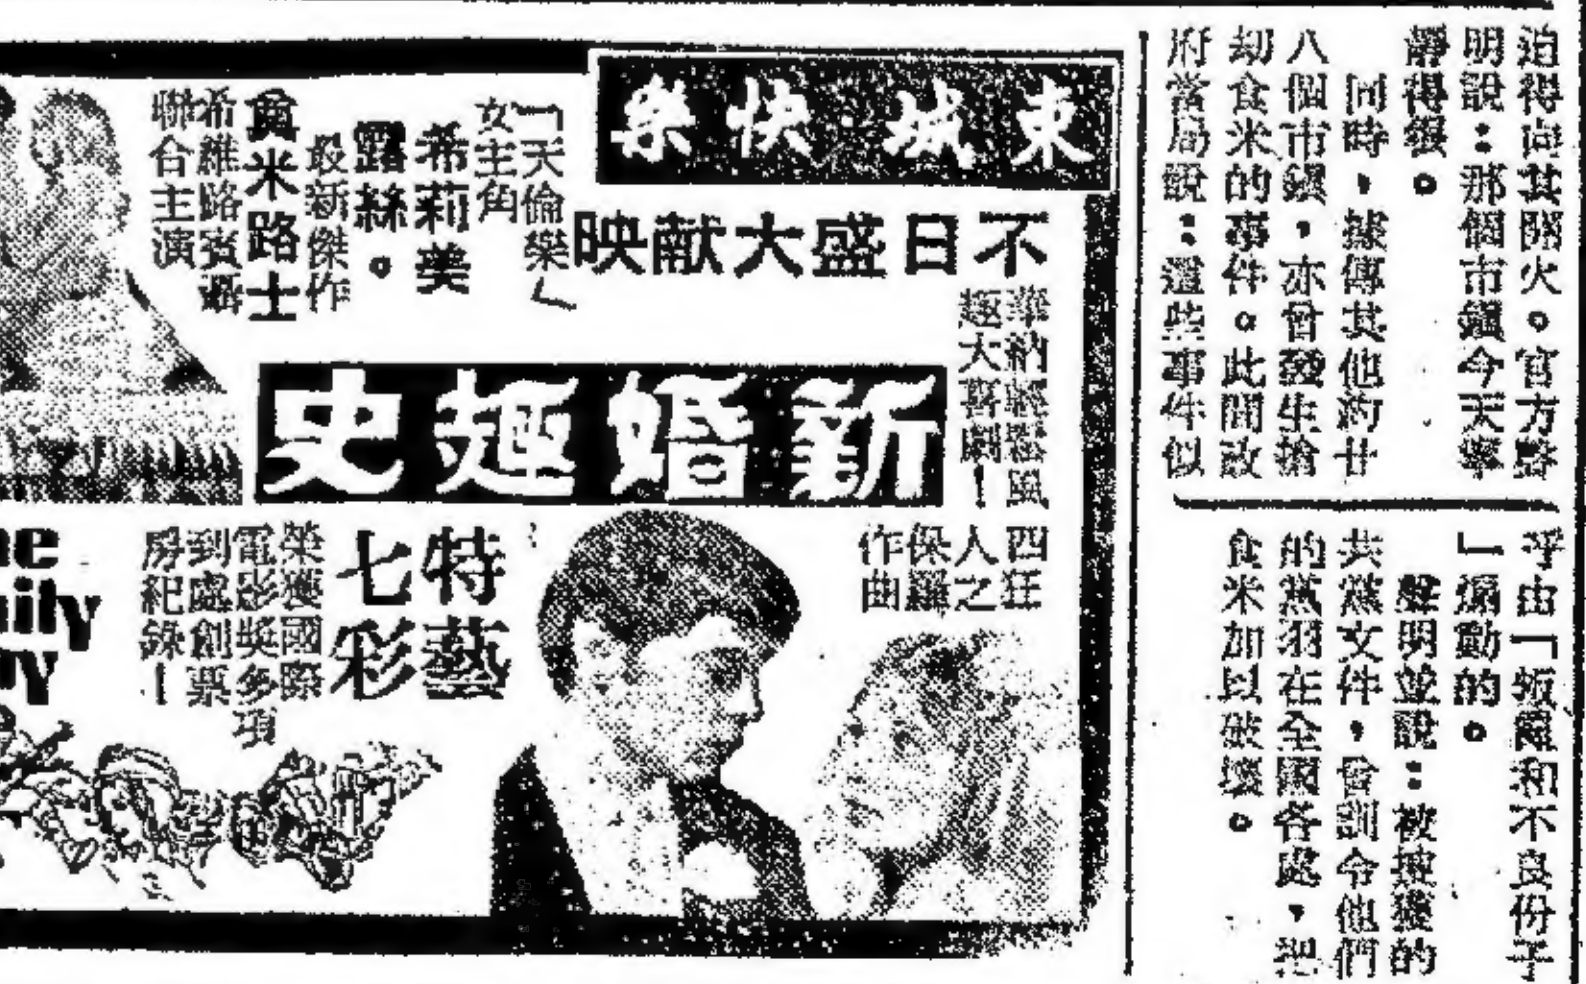 迫得向其開火。官方聲
明說：那個市鎮今天寧
靜得很。
同時，據傳其他約廿
八個市鎮，亦曾發生搶
刧食米的事件。此間政
府當局說：這些事件似
乎由「叛亂和不良份子
」煽動的。
聲明並說：被搜獲的
共黨文件，曾訓令他們
的黨羽在全國各處，把
食米加以破壞。
東城 快樂
不日盛大献映
「天倫樂」
女主角
希莉美
露絲。
最新傑作
禽米路士
希維路賓遜
聯合主演
華納輕鬆風
趣大喜劇！
新婚趣史
四狂
人之
保羅
作曲
特藝
七彩
榮獲國際
電影獎多項
到處創票
房紀錄！